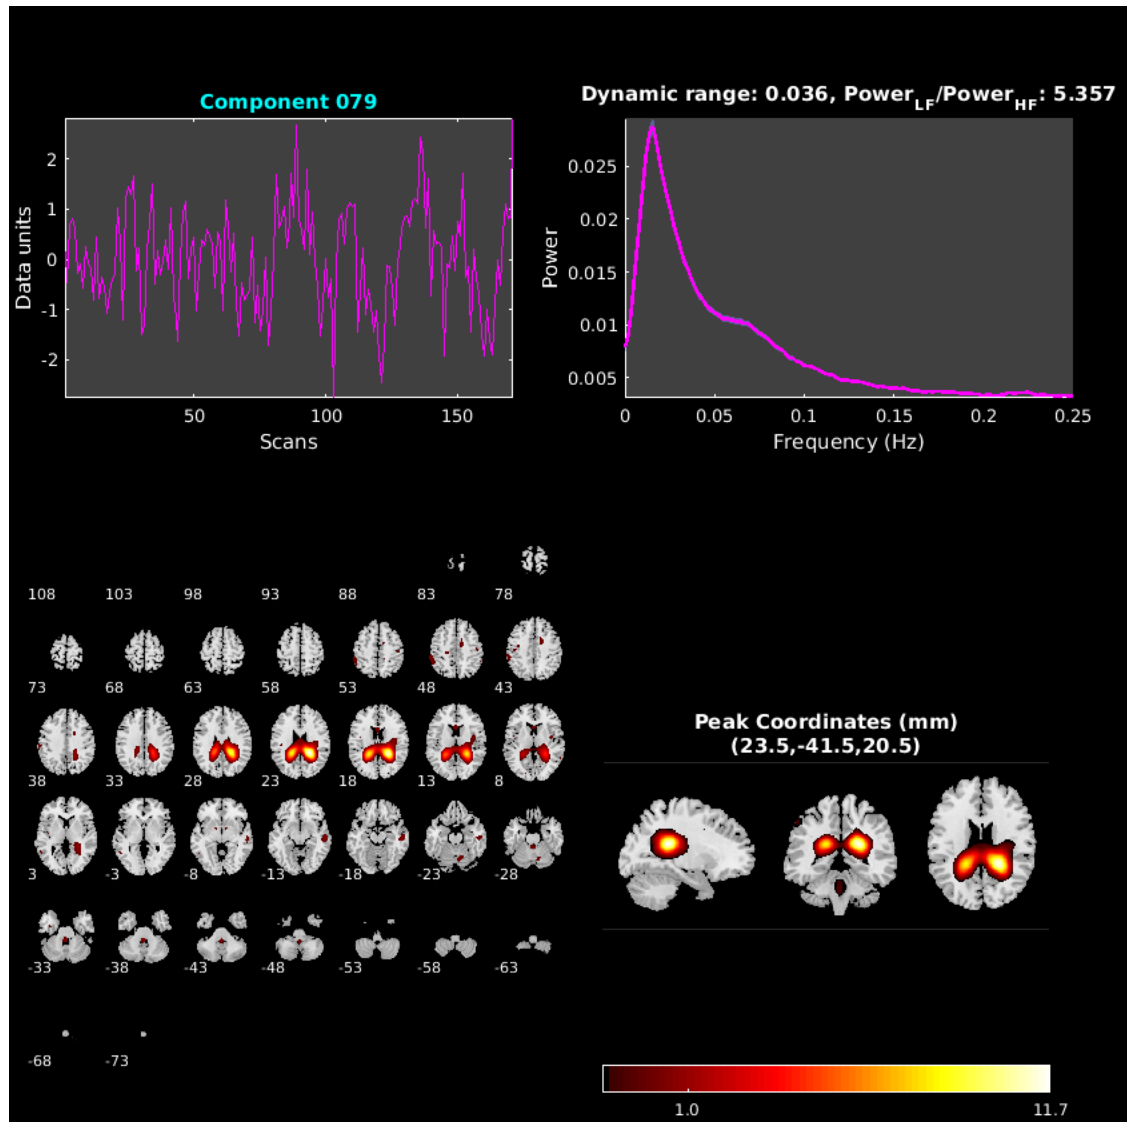 Component 079
Data units
2
1
0
-1
-2
50 100 150
Scans
Dynamic range: 0.036, Power_LF/Power_HF: 5.357
Power
0.025
0.02
0.015
0.01
0.005
0 0.05 0.1 0.15 0.2 0.25
Frequency (Hz)
108 103 98 93 88 83 78
73 68 63 58 53 48 43
38 33 28 23 18 13 8
3 -3 -8 -13 -18 -23 -28
-33 -38 -43 -48 -53 -58 -63
-68 -73
Peak Coordinates (mm)
(23.5,-41.5,20.5)
1.0 11.7